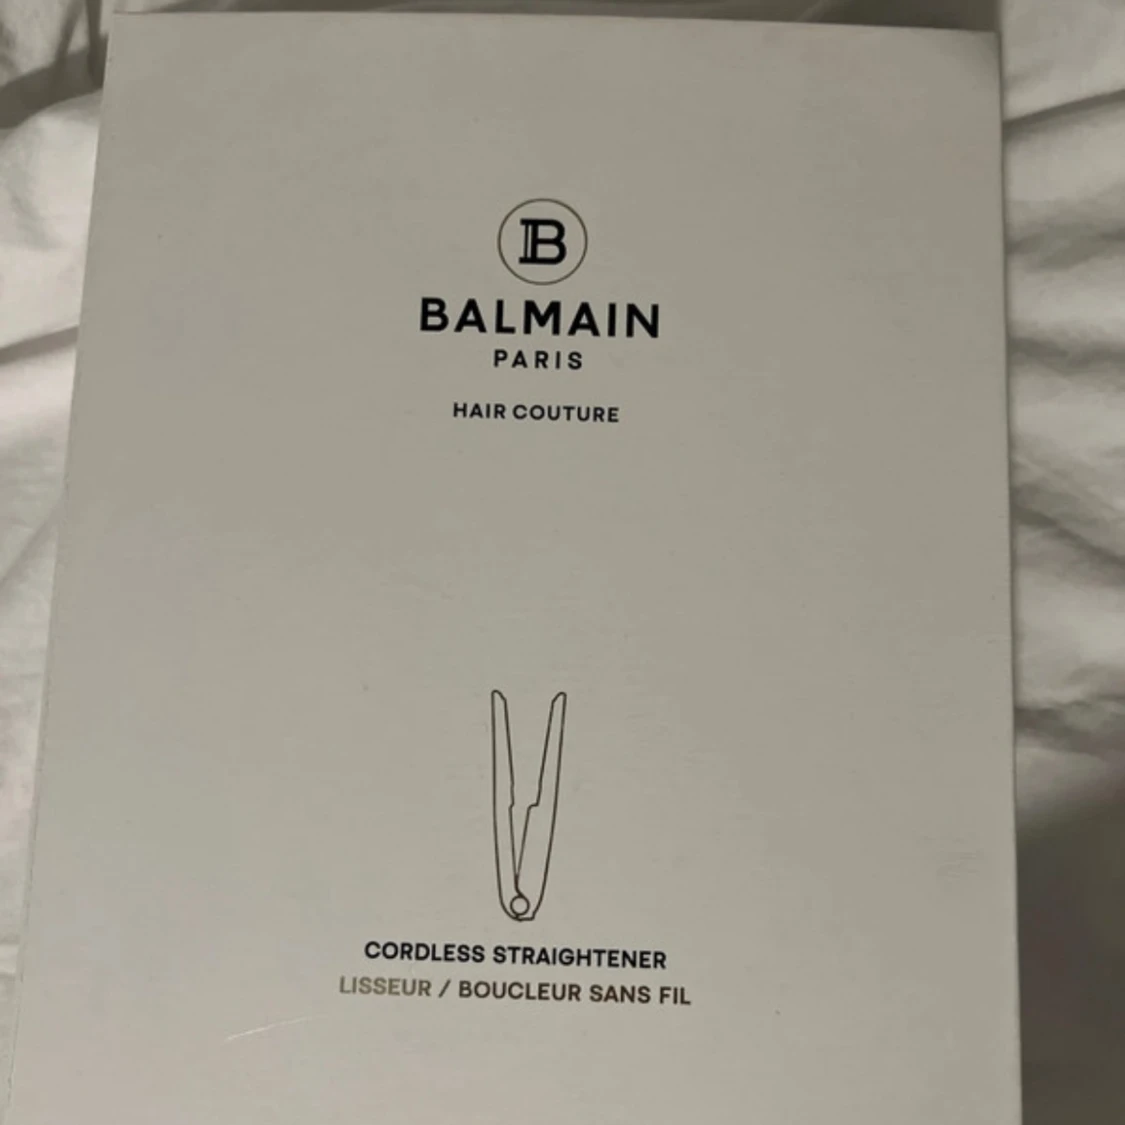 B
BALMAIN
PARIS
HAIR COUTURE
CORDLESS STRAIGHTENER
LISSEUR / BOUCLEUR SANS FIL